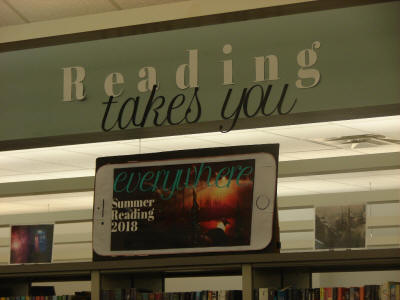 Reading
takes you
everywhere
Summer
Reading
2018